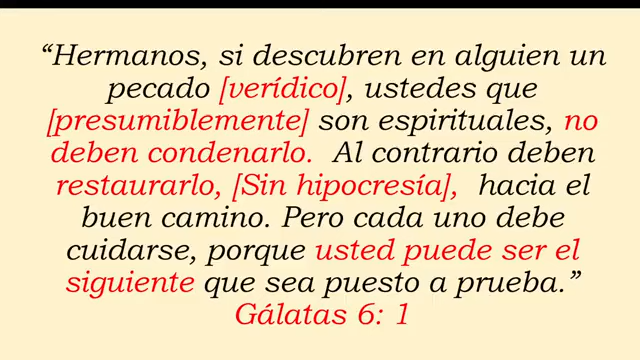 “Hermanos, si descubren en alguien un
pecado [verídico], ustedes que
[presumiblemente] son espirituales, no
deben condenarlo.  Al contrario deben
restaurarlo, [Sin hipocresía],  hacia el
buen camino. Pero cada uno debe
cuidarse, porque usted puede ser el
siguiente que sea puesto a prueba.”
Gálatas 6: 1